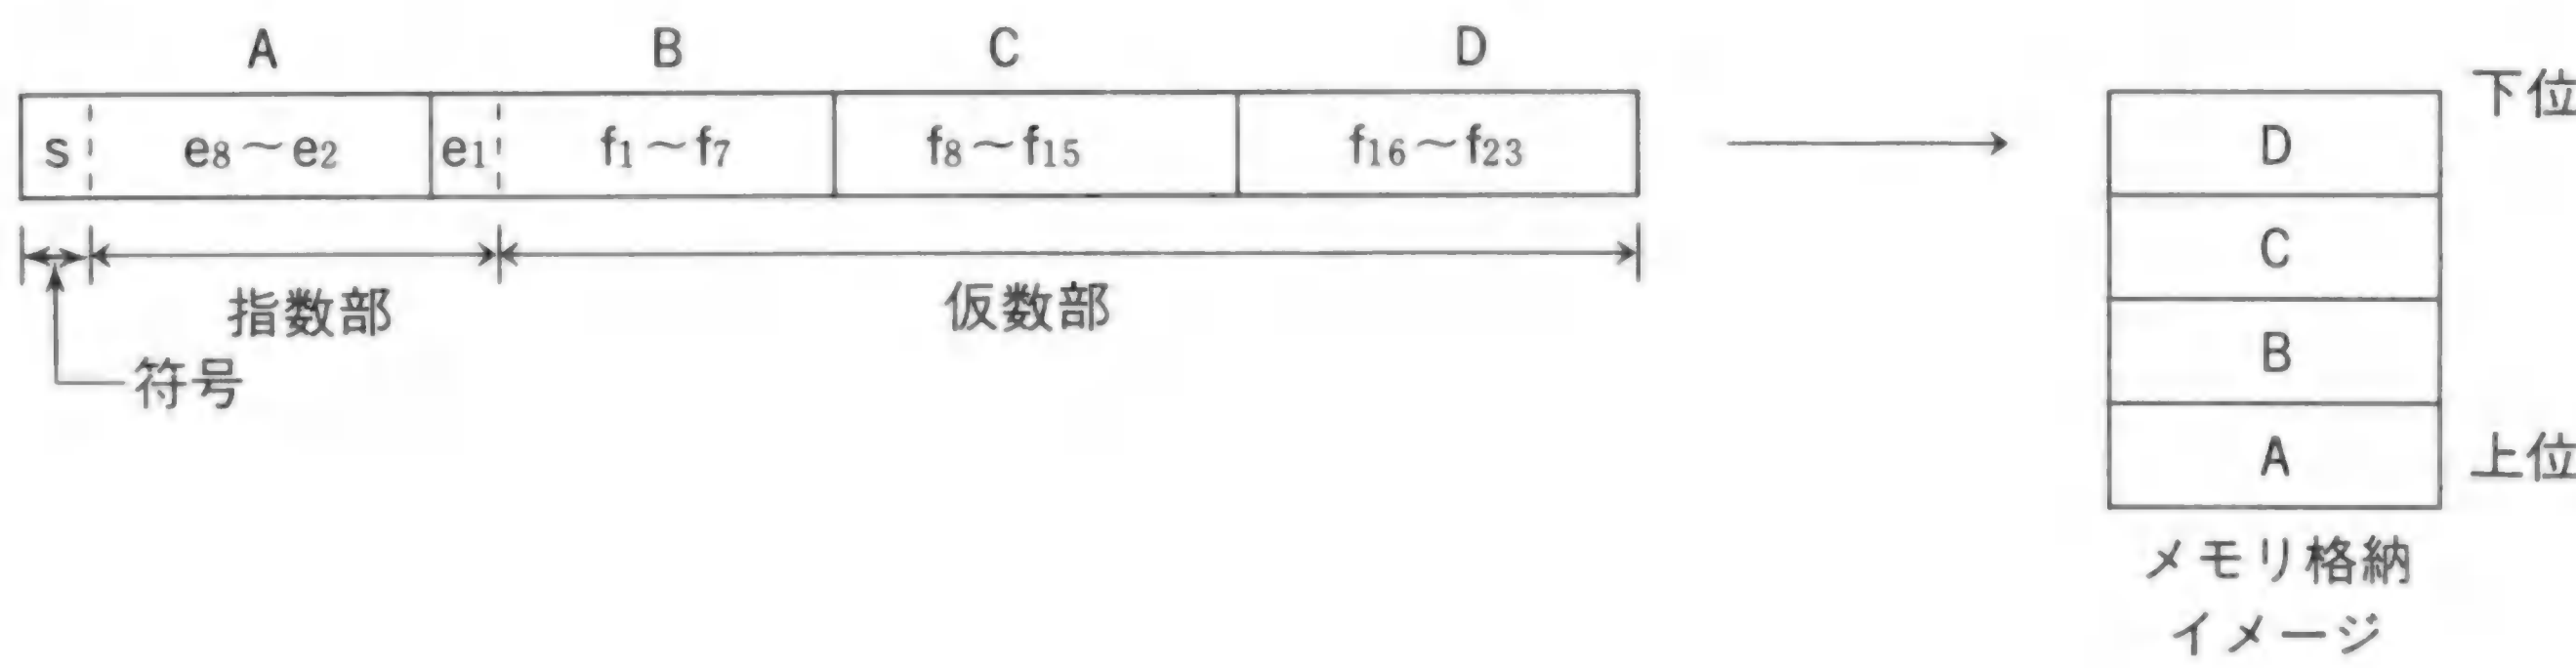 A B C D
s e8～e2 e1 f1～f7 f8～f15 f16～f23
指数部 仮数部
符号
下位
D
C
B
A
上位
メモリ格納
イメージ